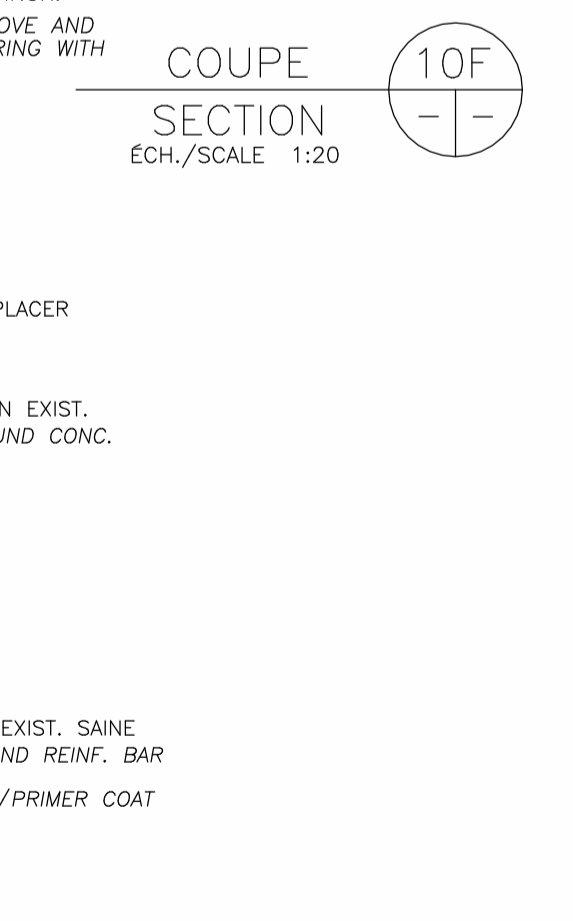 OVE AND
RING WITH
COUPE
10F
SECTION
- -
ÉCH./SCALE 1:20
PLACER
N EXIST.
UND CONC.
EXIST. SAINE
ND REINF. BAR
/PRIMER COAT